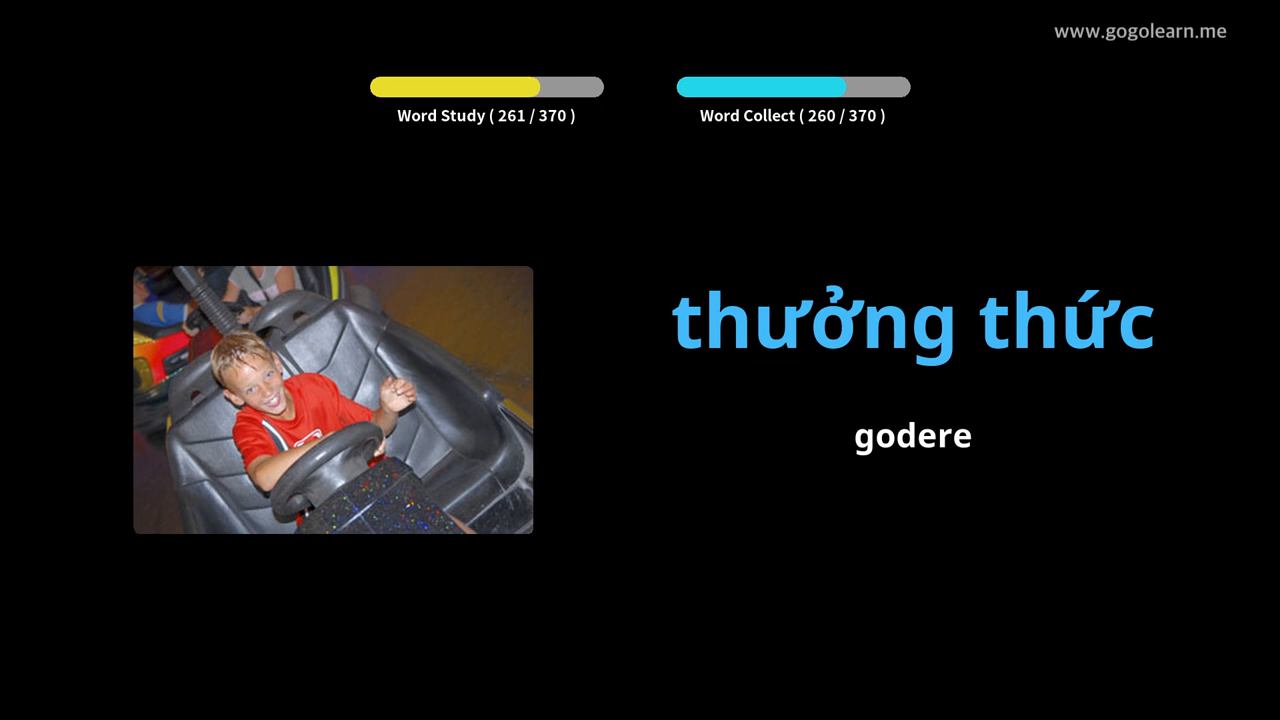 www.gogolearn.me
Word Study ( 261 / 370 )
Word Collect ( 260 / 370 )
thưởng thức
godere